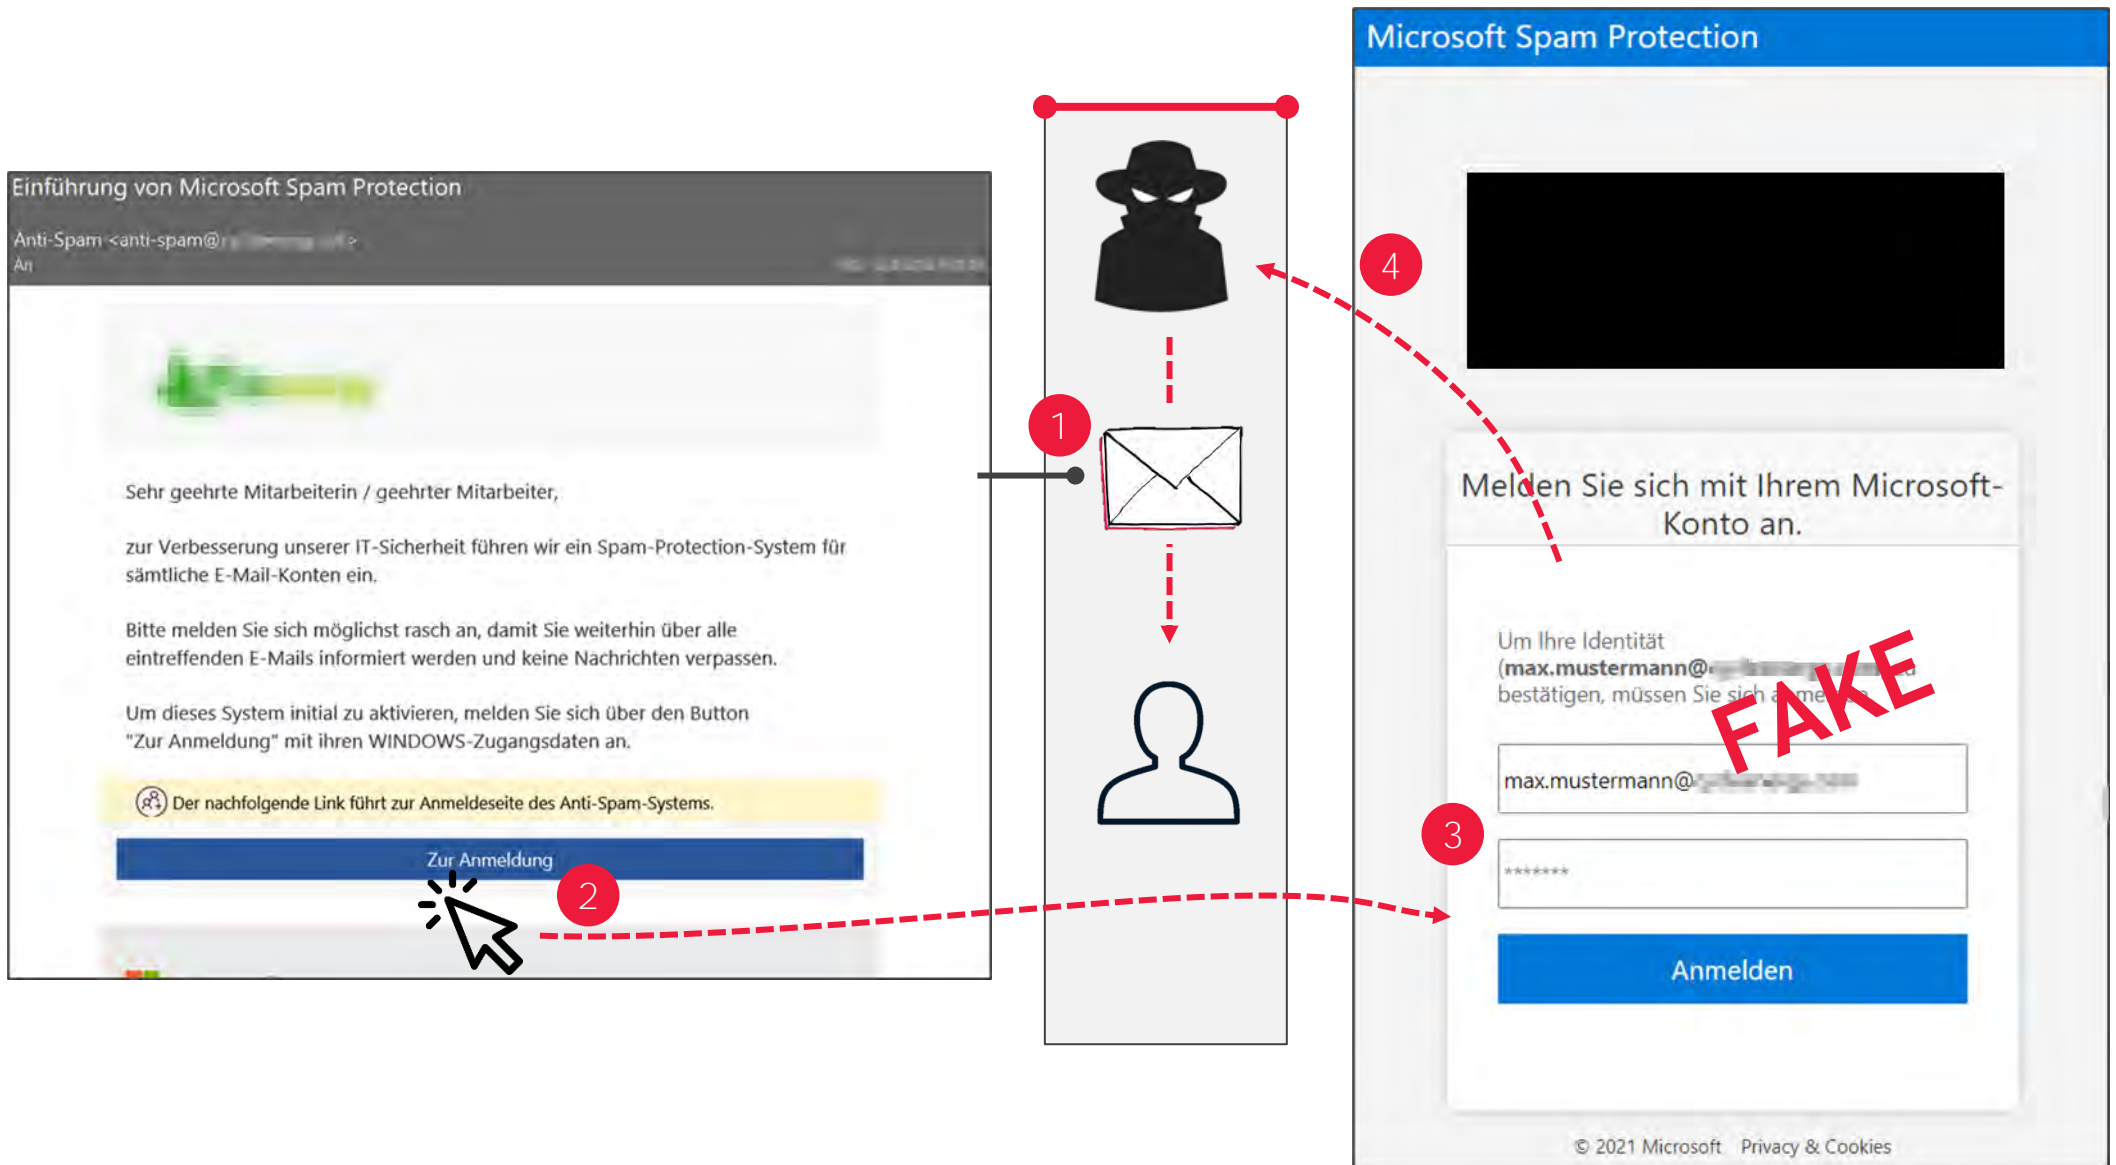 Einführung von Microsoft Spam Protection
Anti-Spam <anti-spam@
An
Sehr geehrte Mitarbeiterin / geehrter Mitarbeiter,
zur Verbesserung unserer IT-Sicherheit führen wir ein Spam-Protection-System für
sämtliche E-Mail-Konten ein.
Bitte melden Sie sich möglichst rasch an, damit Sie weiterhin über alle
eintreffenden E-Mails informiert werden und keine Nachrichten verpassen.
Um dieses System initial zu aktivieren, melden Sie sich über den Button
"Zur Anmeldung" mit ihren WINDOWS-Zugangsdaten an.
Der nachfolgende Link führt zur Anmeldeseite des Anti-Spam-Systems.
Zur Anmeldung
2
1
4
Microsoft Spam Protection
Melden Sie sich mit Ihrem Microsoft-
Konto an.
Um Ihre Identität
(max.mustermann@
bestätigen, müssen Sie sich
FAKE
max.mustermann@
3
*******
Anmelden
© 2021 Microsoft Privacy & Cookies